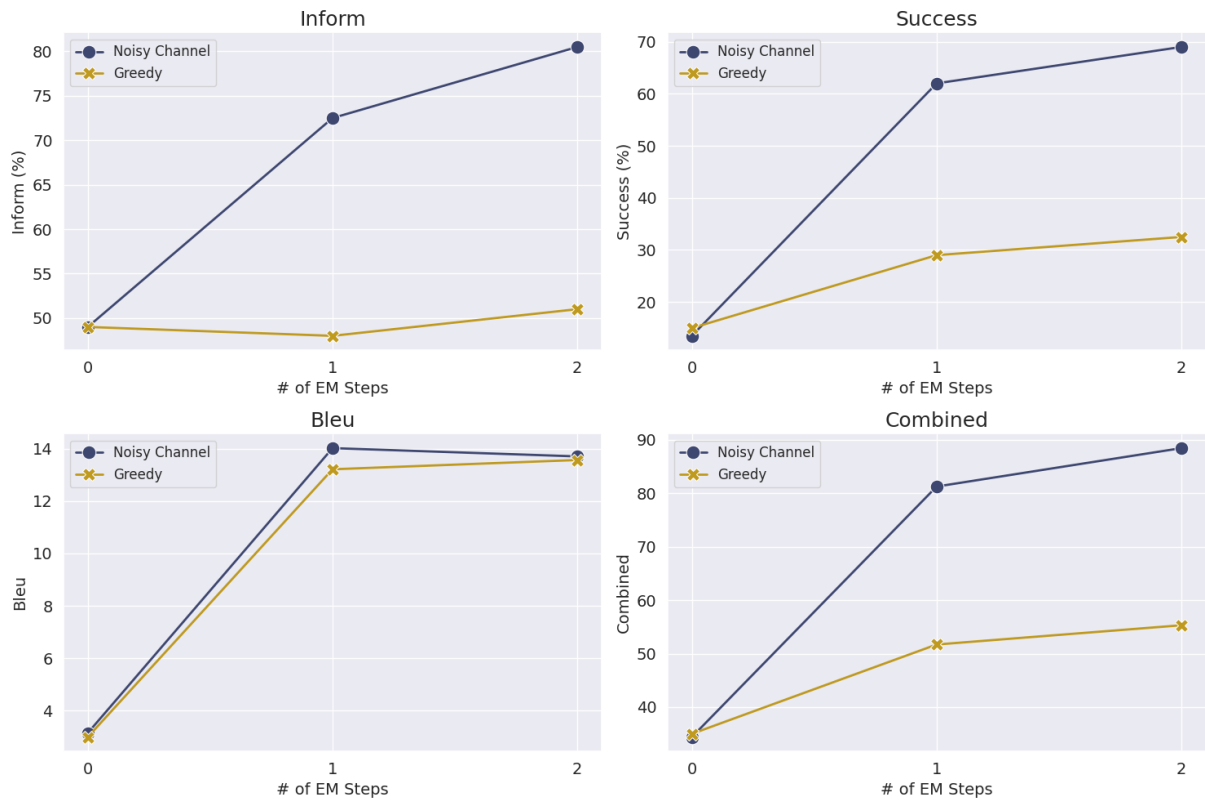 Inform
Noisy Channel
Greedy
80
75
70
65
60
55
50
Inform (%)
0
1
2
# of EM Steps
Success
Noisy Channel
Greedy
70
60
50
40
30
20
Success (%)
0
1
2
# of EM Steps
Bleu
Noisy Channel
Greedy
14
12
10
8
6
4
Bleu
0
1
2
# of EM Steps
Combined
Noisy Channel
Greedy
90
80
70
60
50
40
Combined
0
1
2
# of EM Steps